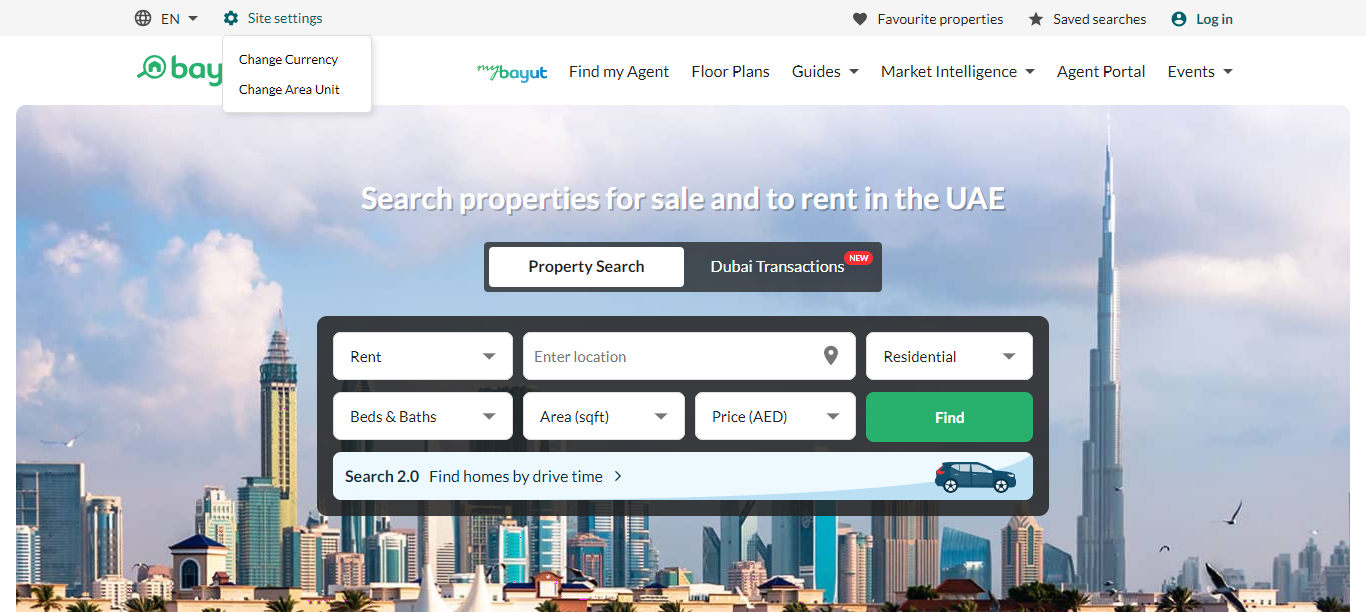 EN
Site settings
Favourite properties
Saved searches
Log in
Change Currency
Change Area Unit
bay
my bayut
Find my Agent
Floor Plans
Guides
Market Intelligence
Agent Portal
Events
Search properties for sale and to rent in the UAE
Property Search
Dubai Transactions
NEW
Rent
Enter location
Residential
Beds & Baths
Area (sqft)
Price (AED)
Find
Search 2.0 Find homes by drive time